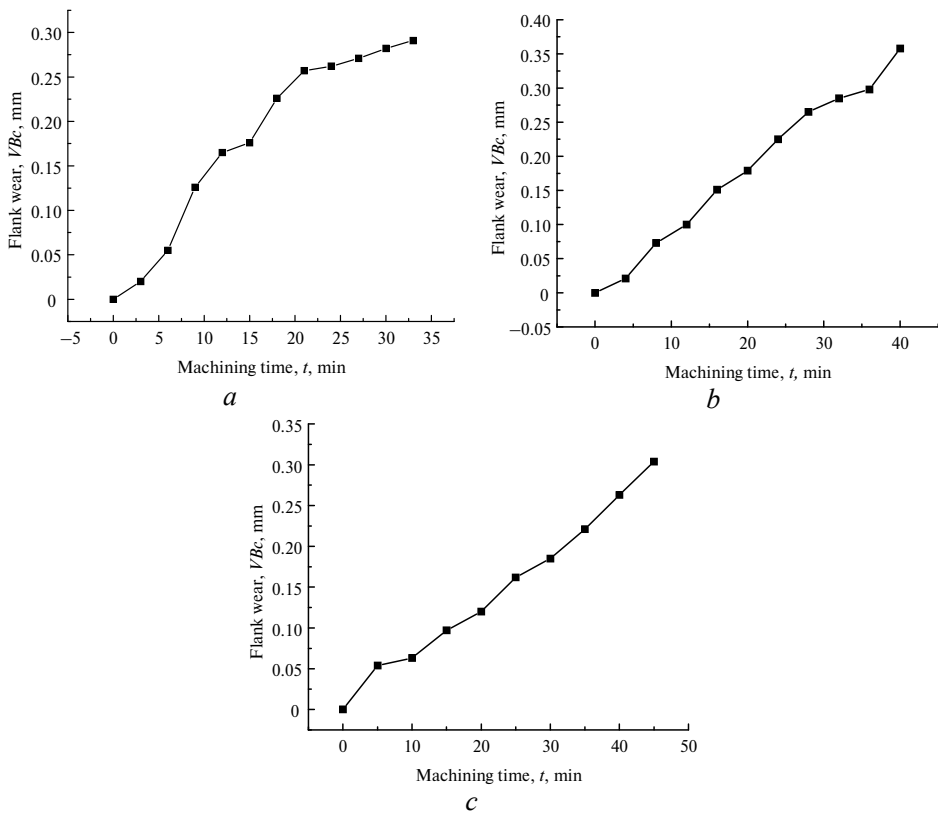 0.30
0.25
0.20
0.15
0.10
0.05
0
Flank wear, VBc, mm
−5 0 5 10 15 20 25 30 35
Machining time, t, min
a
0.40
0.35
0.30
0.25
0.20
0.15
0.10
0.05
0
−0.05
Flank wear, VBc, mm
0 10 20 30 40
Machining time, t, min
b
0.35
0.30
0.25
0.20
0.15
0.10
0.05
0
Flank wear, VBc, mm
0 10 20 30 40 50
Machining time, t, min
c